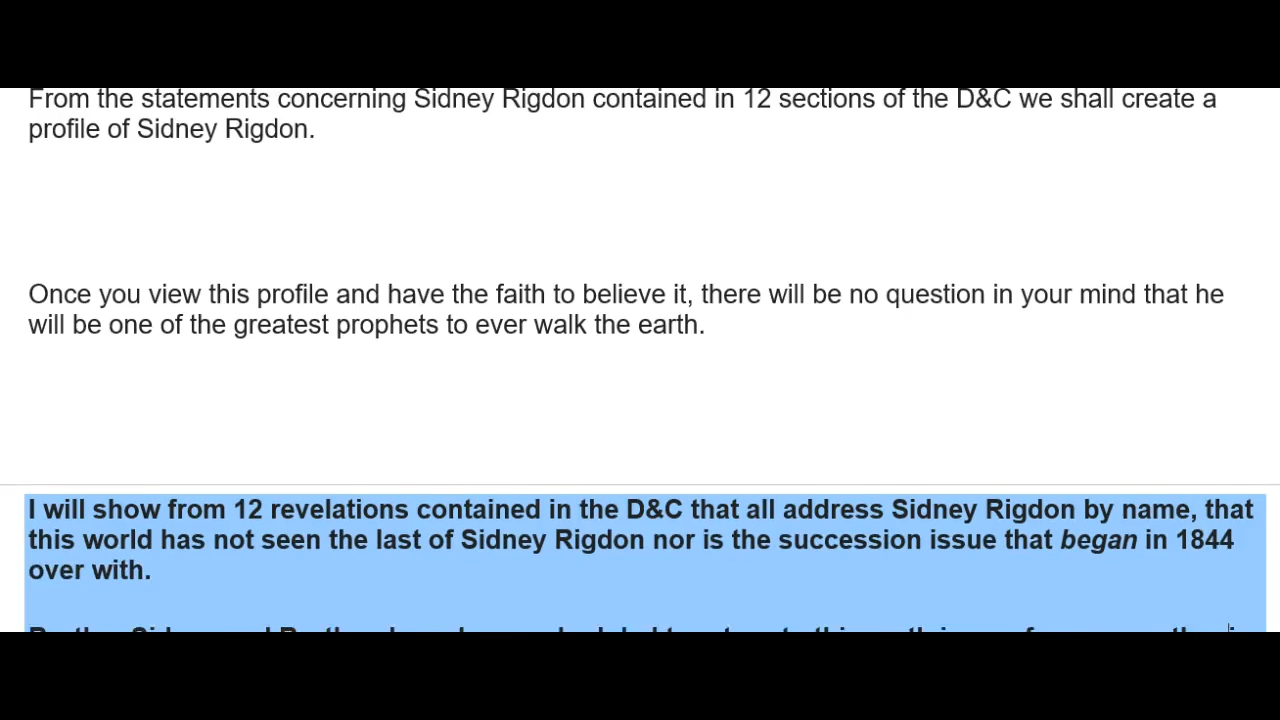 From the statements concerning Sidney Rigdon contained in 12 sections of the D&C we shall create a
profile of Sidney Rigdon.
Once you view this profile and have the faith to believe it, there will be no question in your mind that he
will be one of the greatest prophets to ever walk the earth.
I will show from 12 revelations contained in the D&C that all address Sidney Rigdon by name, that
this world has not seen the last of Sidney Rigdon nor is the succession issue that began in 1844
over with.